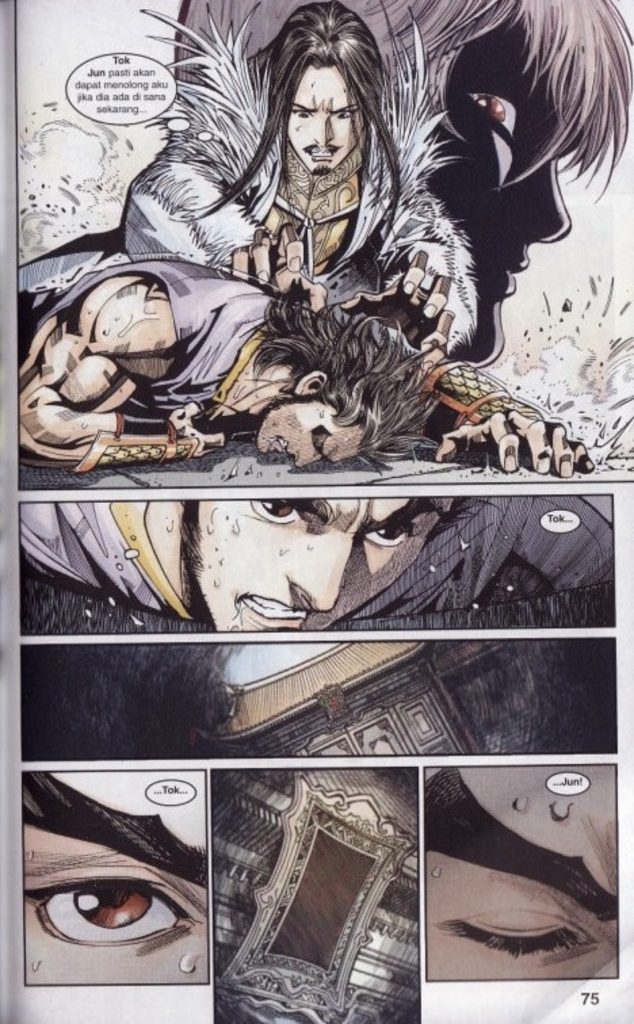 Tok
Jun pasti akan
dapat menolong aku
jika dia ada di sana
sekarang...
Tok...
...Tok...
...Jun!
75